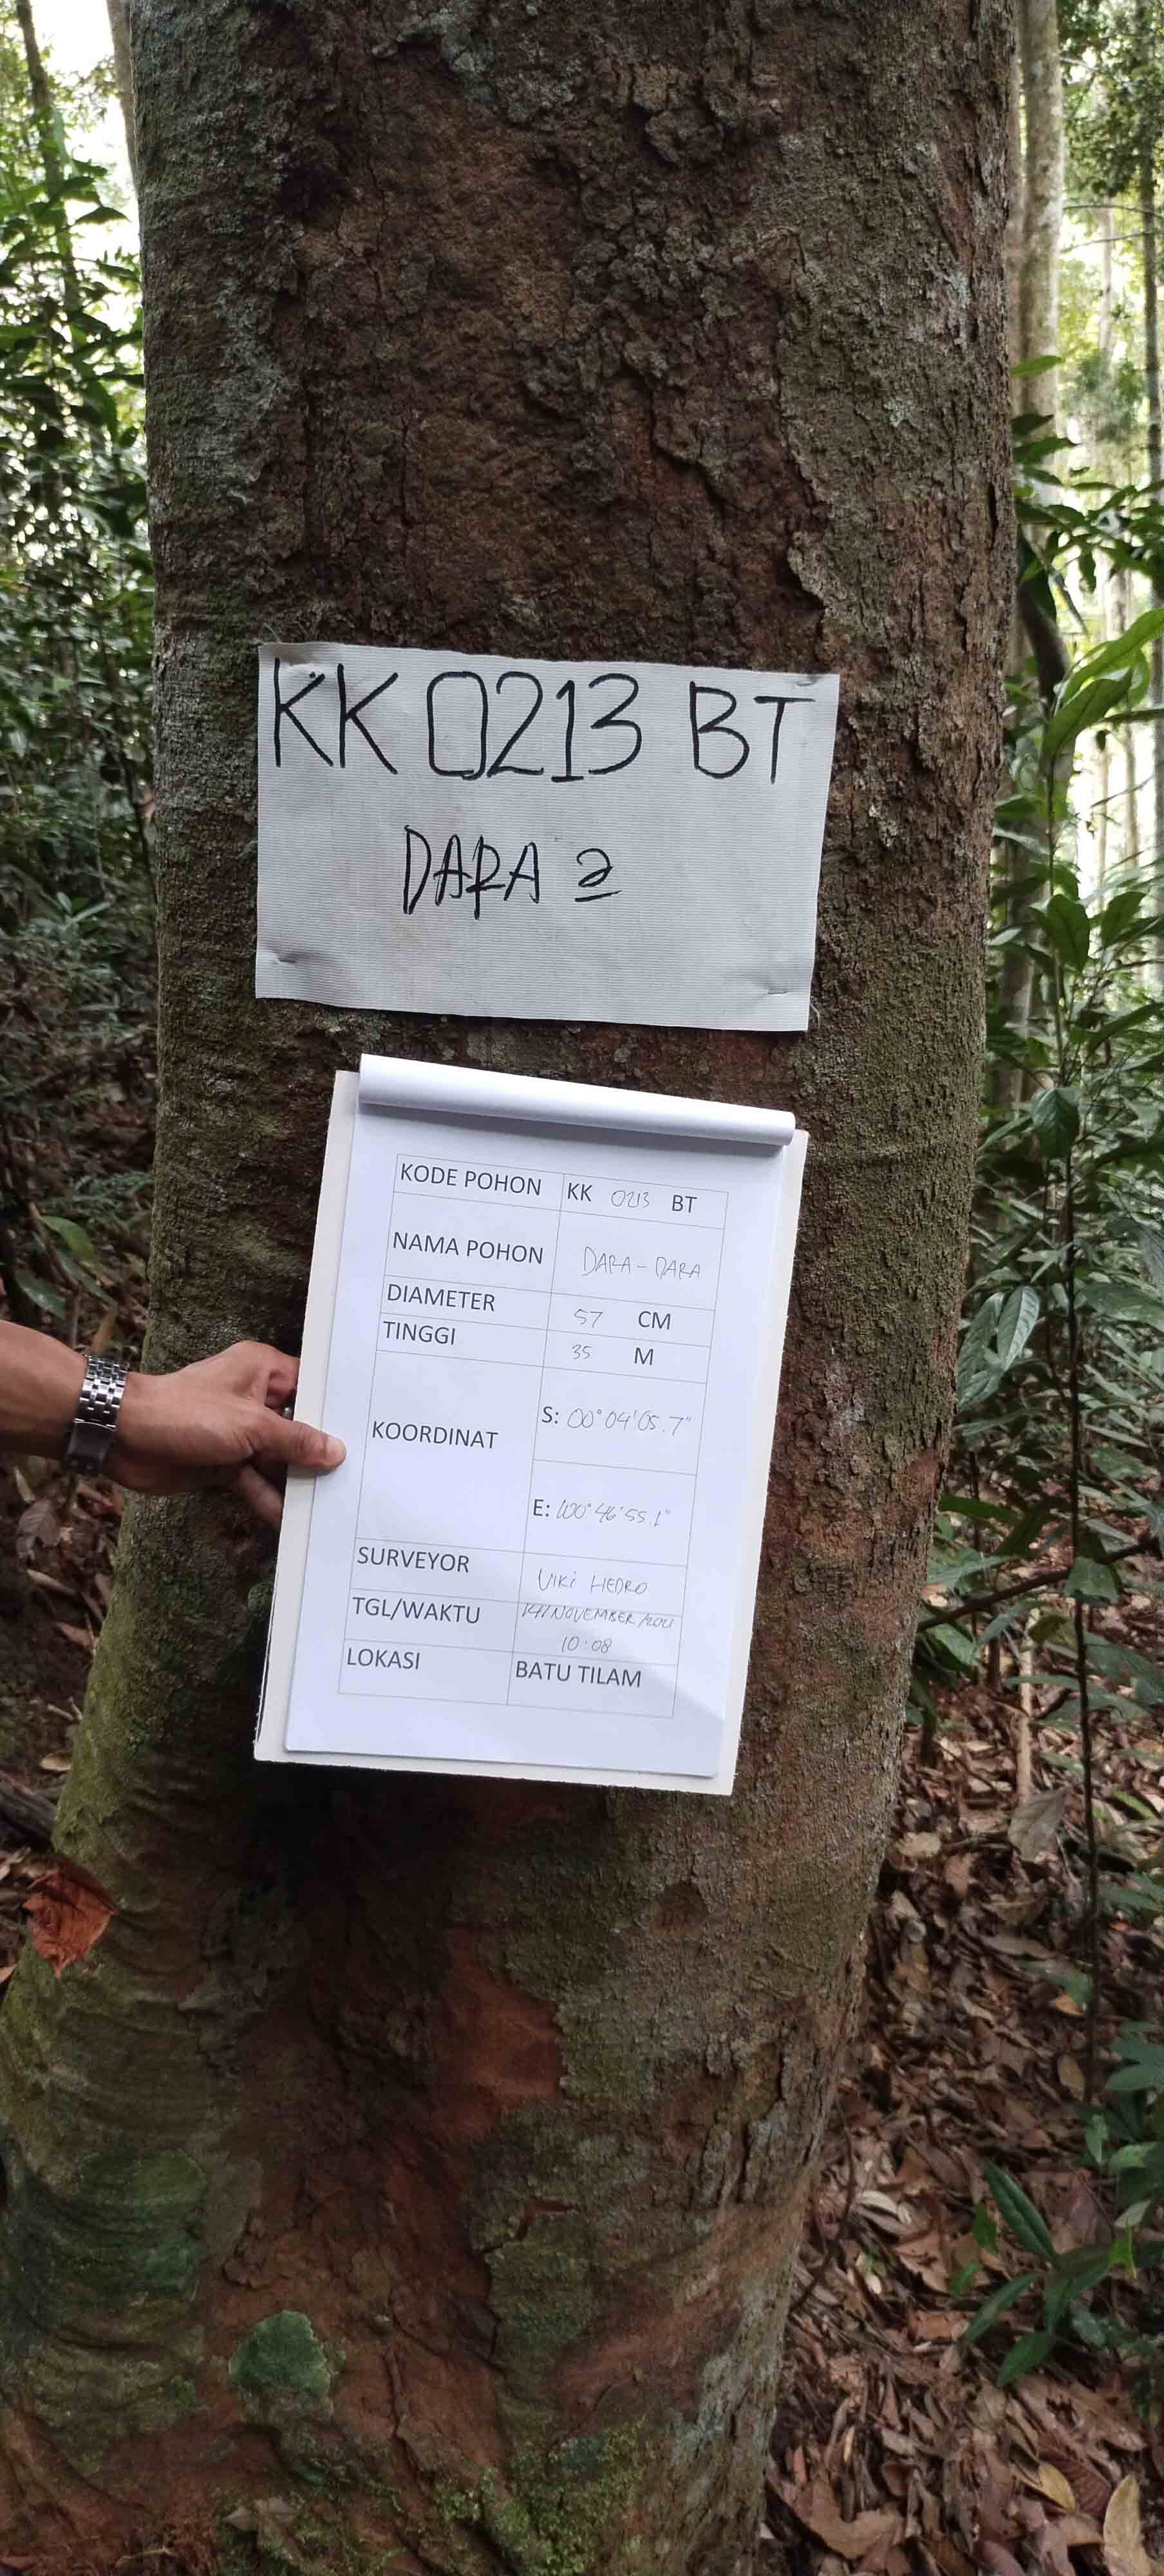 KK 0213 BT
DARA 2
KODE POHON KK 0213 BT
NAMA POHON DARA-DARA
DIAMETER 57 CM
TINGGI 35 M
KOORDINAT
S: 00°04'05.7"
E: 100°46'55.1"
SURVEYOR VIKI HEDRO
TGL/WAKTU 14/NOVEMBER
10.08
LOKASI BATU TILAM